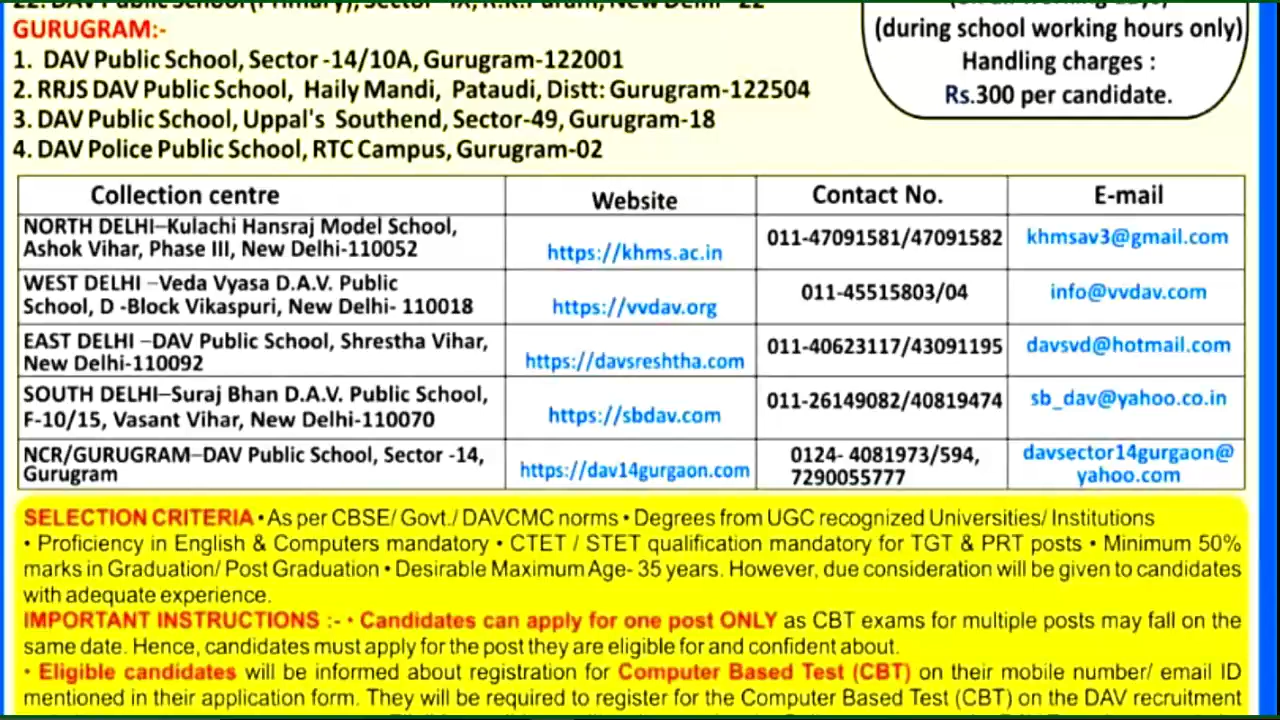 22. DAV Public School (Primary), Sector -IX, R.K.Puram, New Delhi - 22
GURUGRAM:-
1. DAV Public School, Sector -14/10A, Gurugram-122001
2. RRJS DAV Public School, Haily Mandi, Pataudi, Distt: Gurugram-122504
3. DAV Public School, Uppal's Southend, Sector-49, Gurugram-18
4. DAV Police Public School, RTC Campus, Gurugram-02
(during school working hours only)
Handling charges :
Rs.300 per candidate.
Collection centre Website Contact No. E-mail
NORTH DELHI–Kulachi Hansraj Model School,
Ashok Vihar, Phase III, New Delhi-110052
https://khms.ac.in
011-47091581/47091582
khmsav3@gmail.com
WEST DELHI –Veda Vyasa D.A.V. Public
School, D -Block Vikaspuri, New Delhi- 110018
https://vvdav.org
011-45515803/04
info@vvdav.com
EAST DELHI –DAV Public School, Shrestha Vihar,
New Delhi-110092
https://davsreshtha.com
011-40623117/43091195
davsvd@hotmail.com
SOUTH DELHI–Suraj Bhan D.A.V. Public School,
F-10/15, Vasant Vihar, New Delhi-110070
https://sbdav.com
011-26149082/40819474
sb_dav@yahoo.co.in
NCR/GURUGRAM–DAV Public School, Sector -14,
Gurugram
https://dav14gurgaon.com
0124- 4081973/594,
7290055777
davsector14gurgaon@
yahoo.com
SELECTION CRITERIA • As per CBSE/ Govt./ DAVCMC norms • Degrees from UGC recognized Universities/ Institutions
• Proficiency in English & Computers mandatory • CTET / STET qualification mandatory for TGT & PRT posts • Minimum 50%
marks in Graduation/ Post Graduation • Desirable Maximum Age- 35 years. However, due consideration will be given to candidates
with adequate experience.
IMPORTANT INSTRUCTIONS :- • Candidates can apply for one post ONLY as CBT exams for multiple posts may fall on the
same date. Hence, candidates must apply for the post they are eligible for and confident about.
• Eligible candidates will be informed about registration for Computer Based Test (CBT) on their mobile number/ email ID
mentioned in their application form. They will be required to register for the Computer Based Test (CBT) on the DAV recruitment